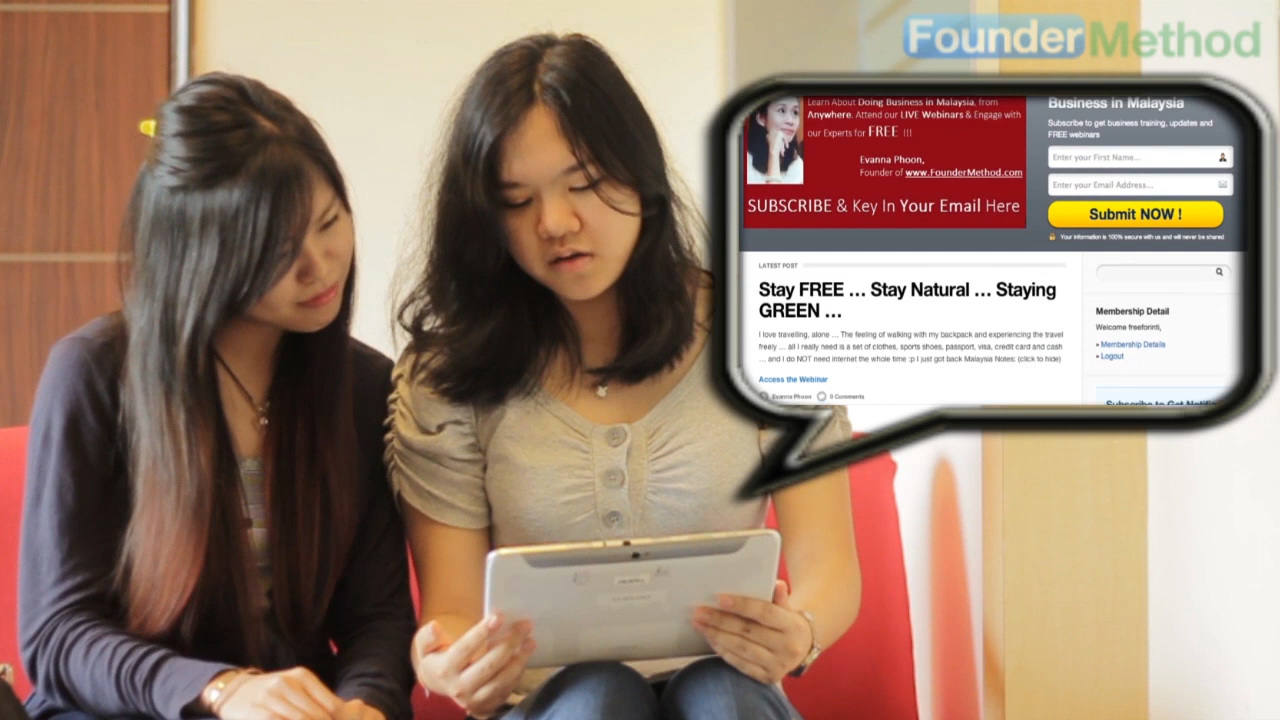 FounderMethod
Learn About Doing Business in Malaysia, from
Anywhere. Attend our LIVE Webinars & Engage with
our Experts for FREE !!!
Evanna Phoon,
Founder of www.FounderMethod.com
SUBSCRIBE & Key In Your Email Here
Business in Malaysia
Subscribe to get business training, updates and
FREE webinars
Enter your First Name...
Enter your Email Address...
Submit NOW !
Your information is 100% secure with us and will never be shared
LATEST POST
Stay FREE ... Stay Natural ... Staying
GREEN ...
I love travelling, alone ... The feeling of walking with my backpack and experiencing the travel
freely ... all I really need is a set of clothes, sports shoes, passport, visa, credit card and cash
... and I do NOT need internet the whole time :p I just got back Malaysia Notes: (click to hide)
Access the Webinar
Evanna Phoon 0 Comments
Membership Detail
Welcome freeforinti,
Membership Details
Logout
Subscribe to Get